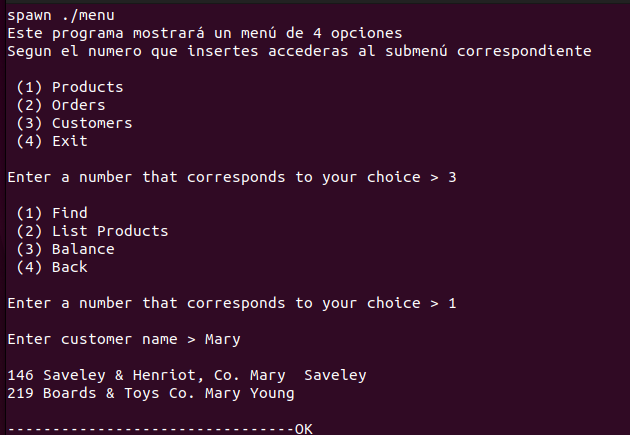 spawn ./menu
Este programa mostrará un menú de 4 opciones
Segun el numero que insertes accederas al submenú correspondiente
(1) Products
(2) Orders
(3) Customers
(4) Exit
Enter a number that corresponds to your choice > 3
(1) Find
(2) List Products
(3) Balance
(4) Back
Enter a number that corresponds to your choice > 1
Enter customer name > Mary
146 Saveley & Henriot, Co. Mary  Saveley
219 Boards & Toys Co. Mary Young
--------------------------------OK